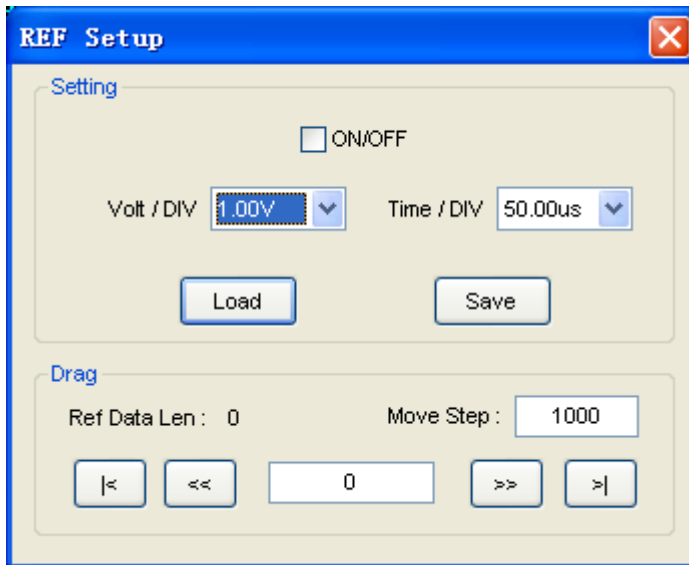 REF Setup
Setting
ON/OFF
Volt / DIV 1.00V Time / DIV 50.00us
Load Save
Drag
Ref Data Len : 0 Move Step : 1000
|< << 0 >> >|